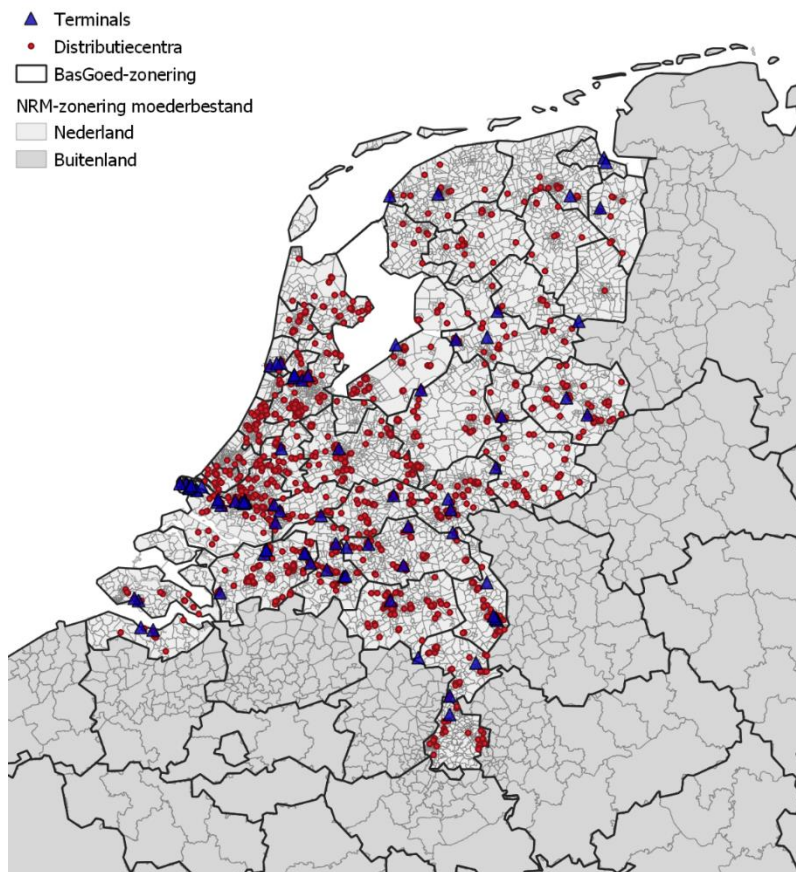 Terminals
Distributiecentra
BasGoed-zonering
NRM-zonering moederbestand
Nederland
Buitenland